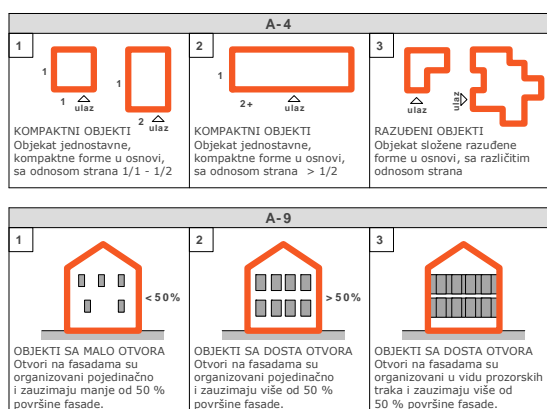 A-4
1
1
1
ulaz
1
2
ulaz
KOMPAKTNI OBJEKTI
Objekat jednostavne,
kompaktne forme u osnovi,
sa odnosom strana 1/1 - 1/2
2
1
2+
ulaz
KOMPAKTNI OBJEKTI
Objekat jednostavne,
kompaktne forme u osnovi,
sa odnosom strana > 1/2
3
ulaz
ulaz
RAZUĐENI OBJEKTI
Objekat složene razuđene
forme u osnovi, sa različitim
odnosom strana
A-9
1
<50%
OBJEKTI SA MALO OTVORA
Otvori na fasadama su
organizovani pojedinačno
i zauzimaju manje od 50 %
površine fasade.
2
>50%
OBJEKTI SA DOSTA OTVORA
Otvori na fasadama su
organizovani pojedinačno
i zauzimaju više od 50 %
površine fasade.
3
OBJEKTI SA DOSTA OTVORA
Otvori na fasadama su
organizovani u vidu prozorskih
traka i zauzimaju više od
50 % površine fasade.